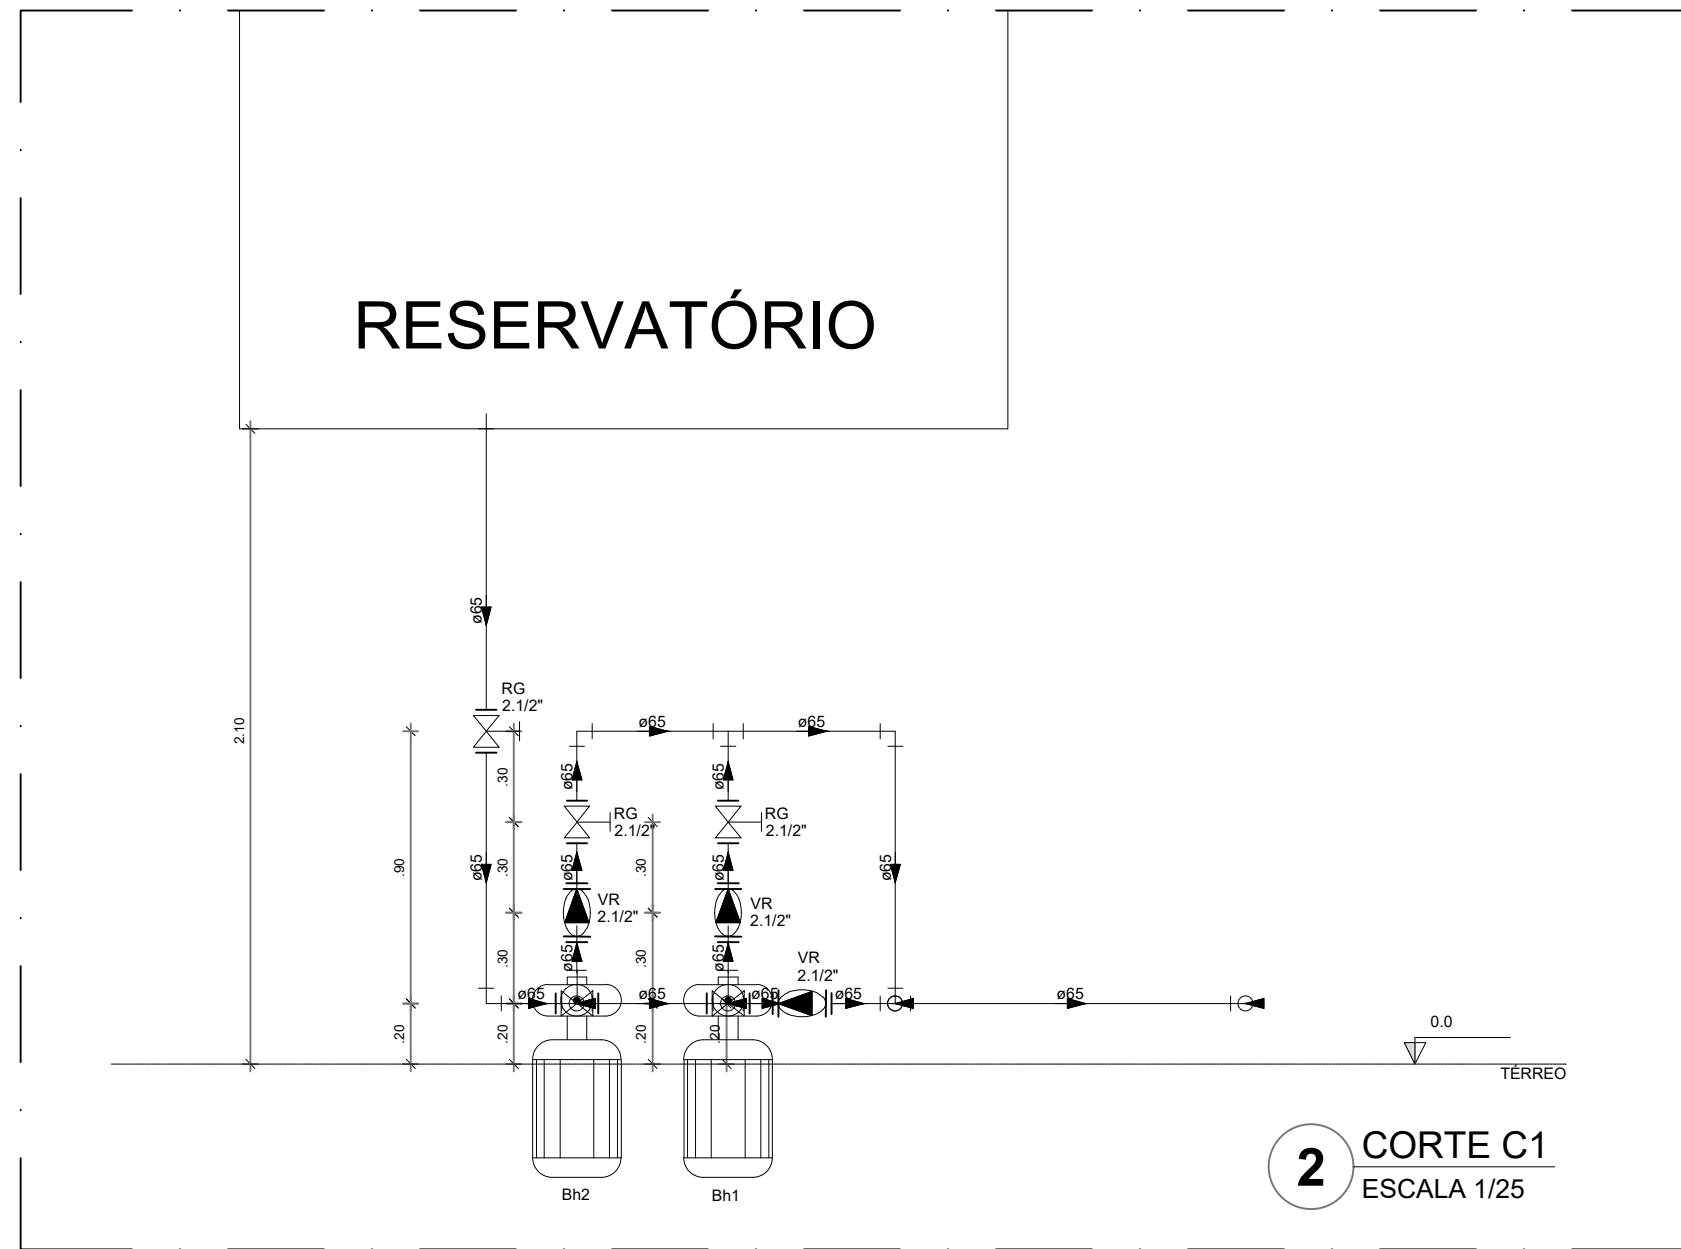 RESERVATÓRIO
ø65
RG
2.1/2"
2.10
ø65
ø65
.30
ø65
ø65
RG
2.1/2"
RG
2.1/2"
.90
ø65
.30
ø65
.30
ø65
ø65
VR
2.1/2"
VR
2.1/2"
.30
ø65
.30
ø65
VR
2.1/2"
ø65
ø65
ø65
ø65
ø65
.20
.20
.20
.20
0.0
TÉRREO
Bh2
Bh1
2
CORTE C1
ESCALA 1/25